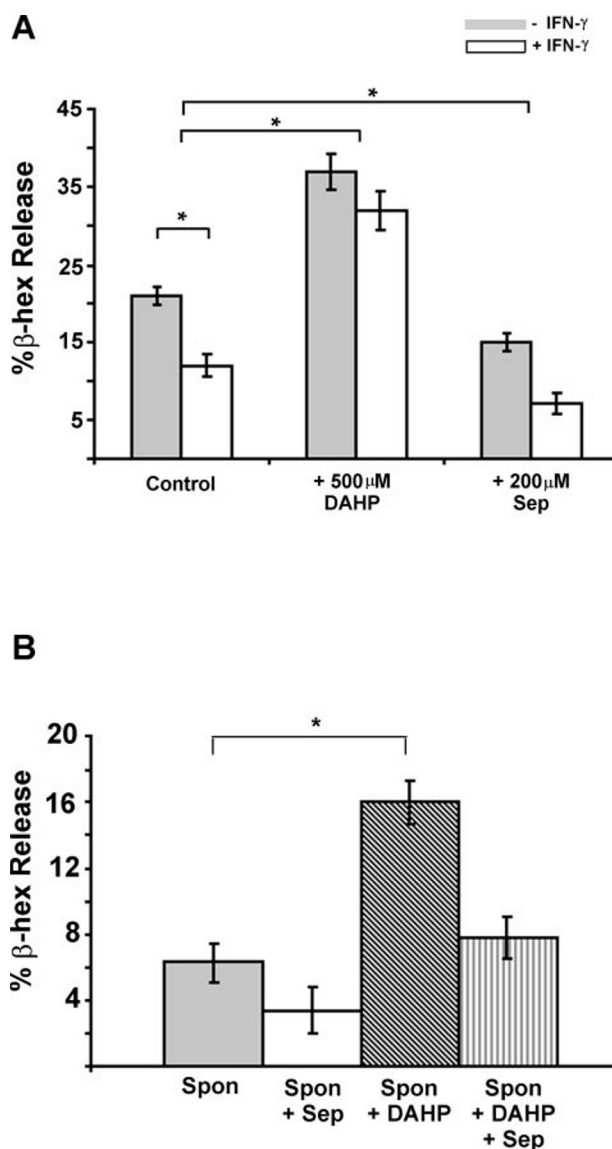 A
- IFN-γ
+ IFN-γ
45
35
25
15
5
%β-hex Release
*
*
*
Control
+ 500μM
DAHP
+ 200μM
Sep
B
20
16
12
8
4
% β-hex Release
*
Spon
Spon
+ Sep
Spon
+ DAHP
Spon
+ DAHP
+ Sep